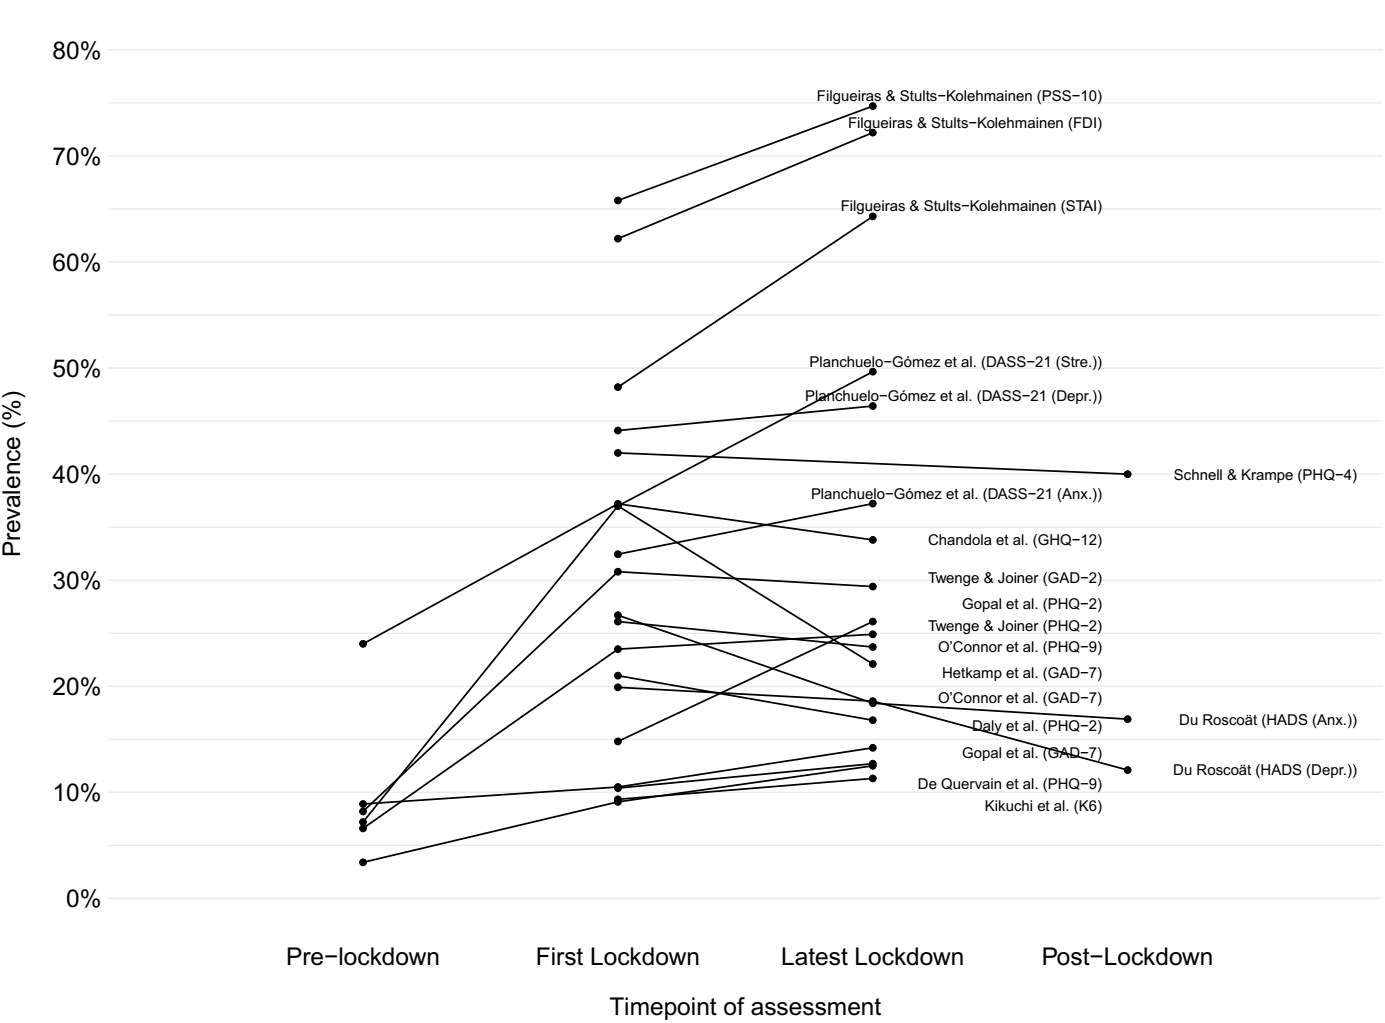 80%
Filgueiras & Stults−Kolehmainen (PSS−10)
Filgueiras & Stults−Kolehmainen (FDI)
70%
Filgueiras & Stults−Kolehmainen (STAI)
60%
Planchuelo−Gómez et al. (DASS−21 (Stre.))
50%
Planchuelo−Gómez et al. (DASS−21 (Depr.))
Prevalence (%)
40%
Schnell & Krampe (PHQ−4)
Planchuelo−Gómez et al. (DASS−21 (Anx.))
Chandola et al. (GHQ−12)
30%
Twenge & Joiner (GAD−2)
Gopal et al. (PHQ−2)
Twenge & Joiner (PHQ−2)
O'Connor et al. (PHQ−9)
Hetkamp et al. (GAD−7)
20%
O'Connor et al. (GAD−7)
Du Roscoät (HADS (Anx.))
Daly et al. (PHQ−2)
Gopal et al. (GAD−7)
Du Roscoät (HADS (Depr.))
De Quervain et al. (PHQ−9)
10%
Kikuchi et al. (K6)
0%
Pre−lockdown First Lockdown Latest Lockdown Post−Lockdown
Timepoint of assessment